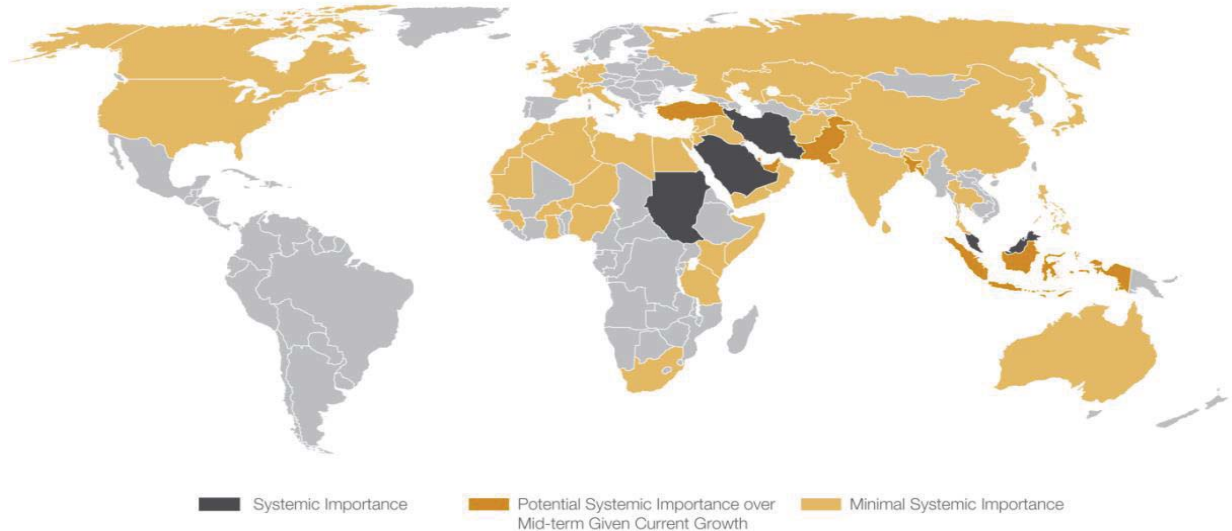 Systemic Importance
Potential Systemic Importance over
Mid-term Given Current Growth
Minimal Systemic Importance